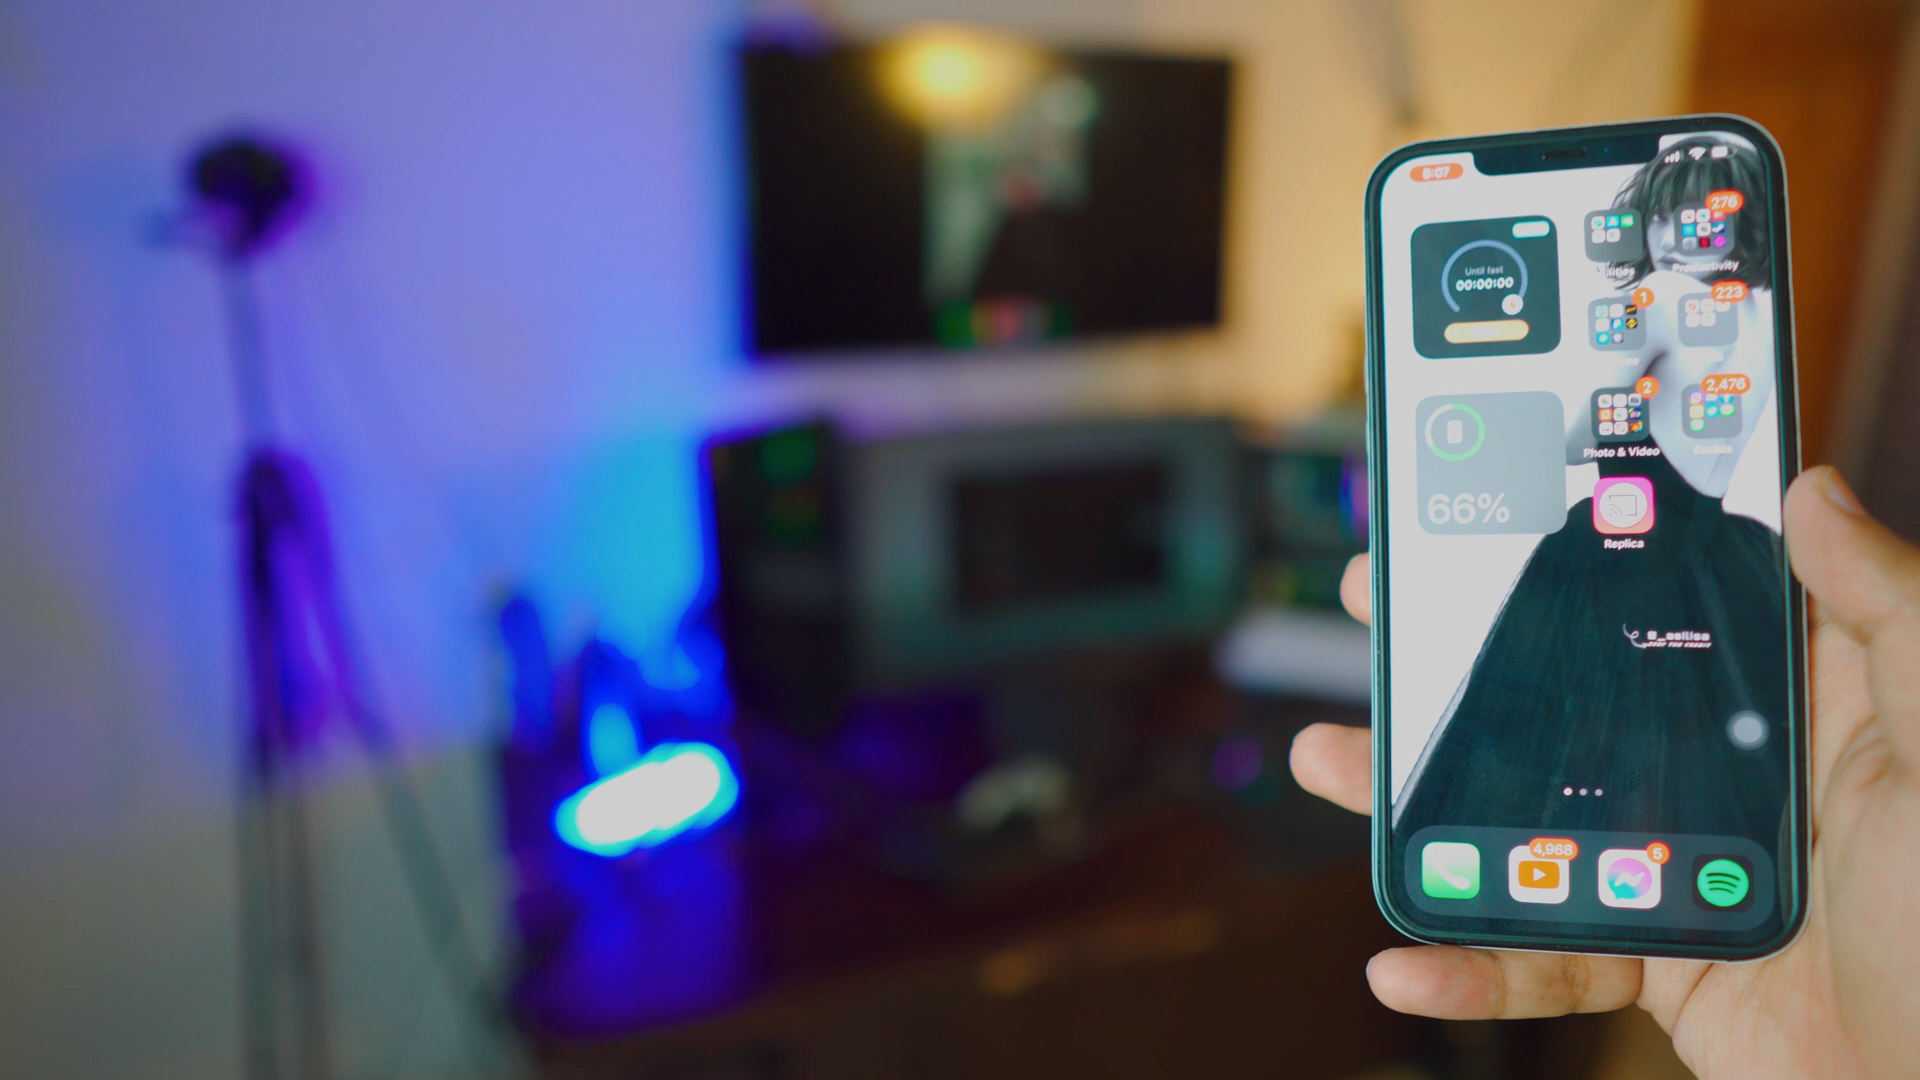 6:07
276
Until fast
00:00:00
Productivity
1
223
2
2,476
Photo & Video
Socials
66%
Replica
4,968
5